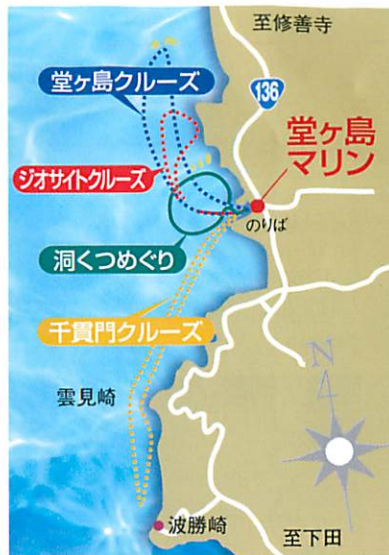 至修善寺
136
堂ヶ島クルーズ
堂ヶ島
マリン
ジオサイトクルーズ
のりば
洞くつめぐり
千貫門クルーズ
N
雲見崎
波勝崎
至下田